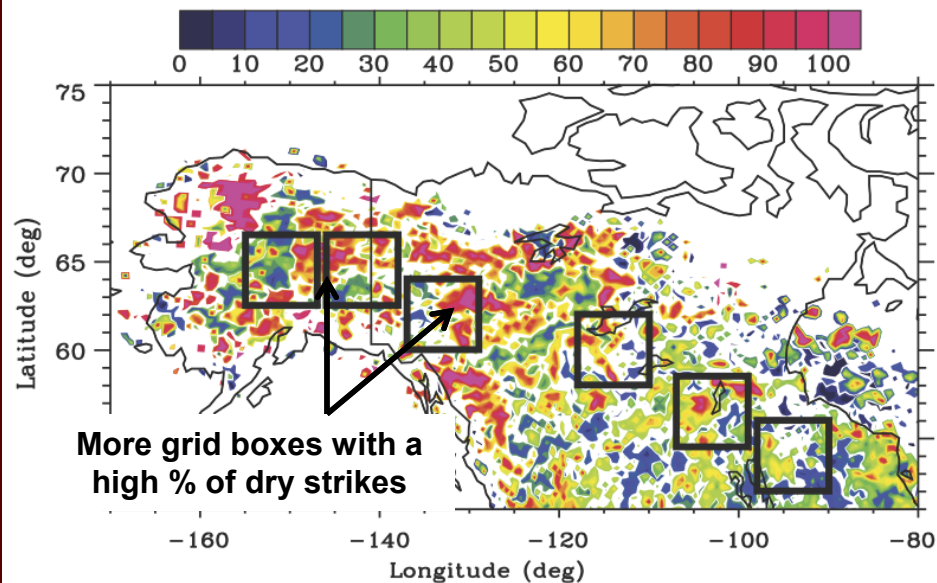 0 10 20 30 40 50 60 70 80 90 100
75
70
65
60
Latitude (deg)
More grid boxes with a
high % of dry strikes
-160 -140 -120 -100 -80
Longitude (deg)